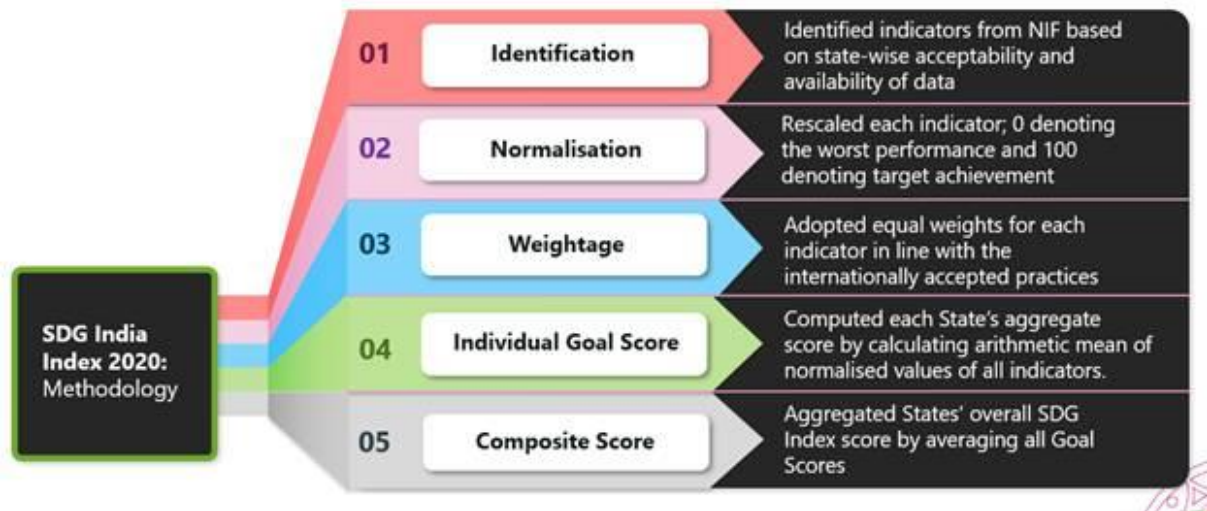 SDG India
Index 2020:
Methodology
01
Identification
Identified indicators from NIF based
on state-wise acceptability and
availability of data
02
Normalisation
Rescaled each indicator; 0 denoting
the worst performance and 100
denoting target achievement
03
Weightage
Adopted equal weights for each
indicator in line with the
internationally accepted practices
04
Individual Goal Score
Computed each State's aggregate
score by calculating arithmetic mean of
normalised values of all indicators.
05
Composite Score
Aggregated States' overall SDG
Index score by averaging all Goal
Scores